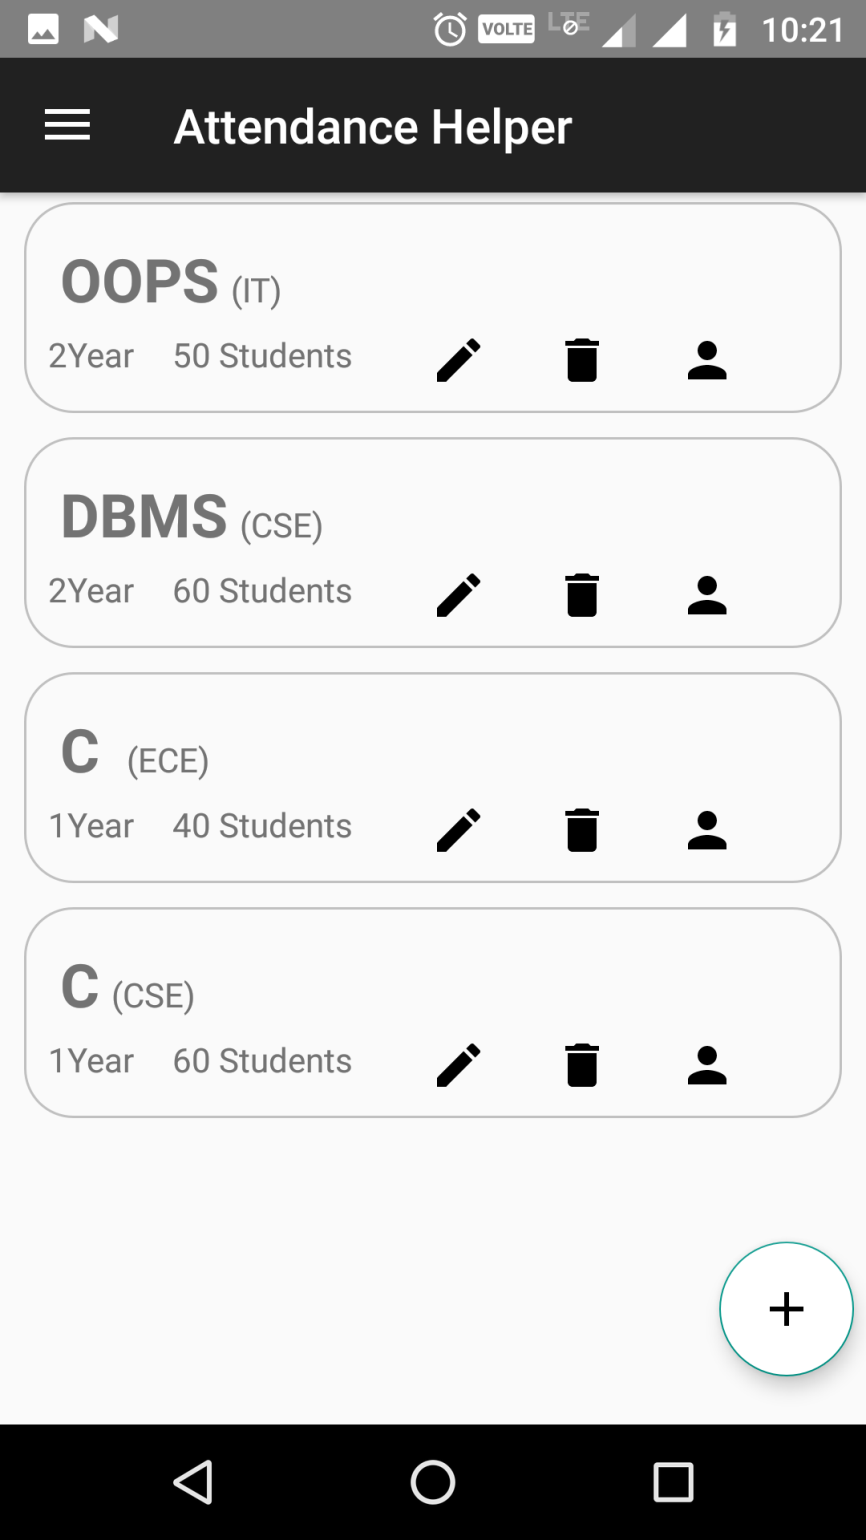 VOLTE LTE 10:21
Attendance Helper
OOPS (IT)
2Year 50 Students
DBMS (CSE)
2Year 60 Students
C (ECE)
1Year 40 Students
C (CSE)
1Year 60 Students